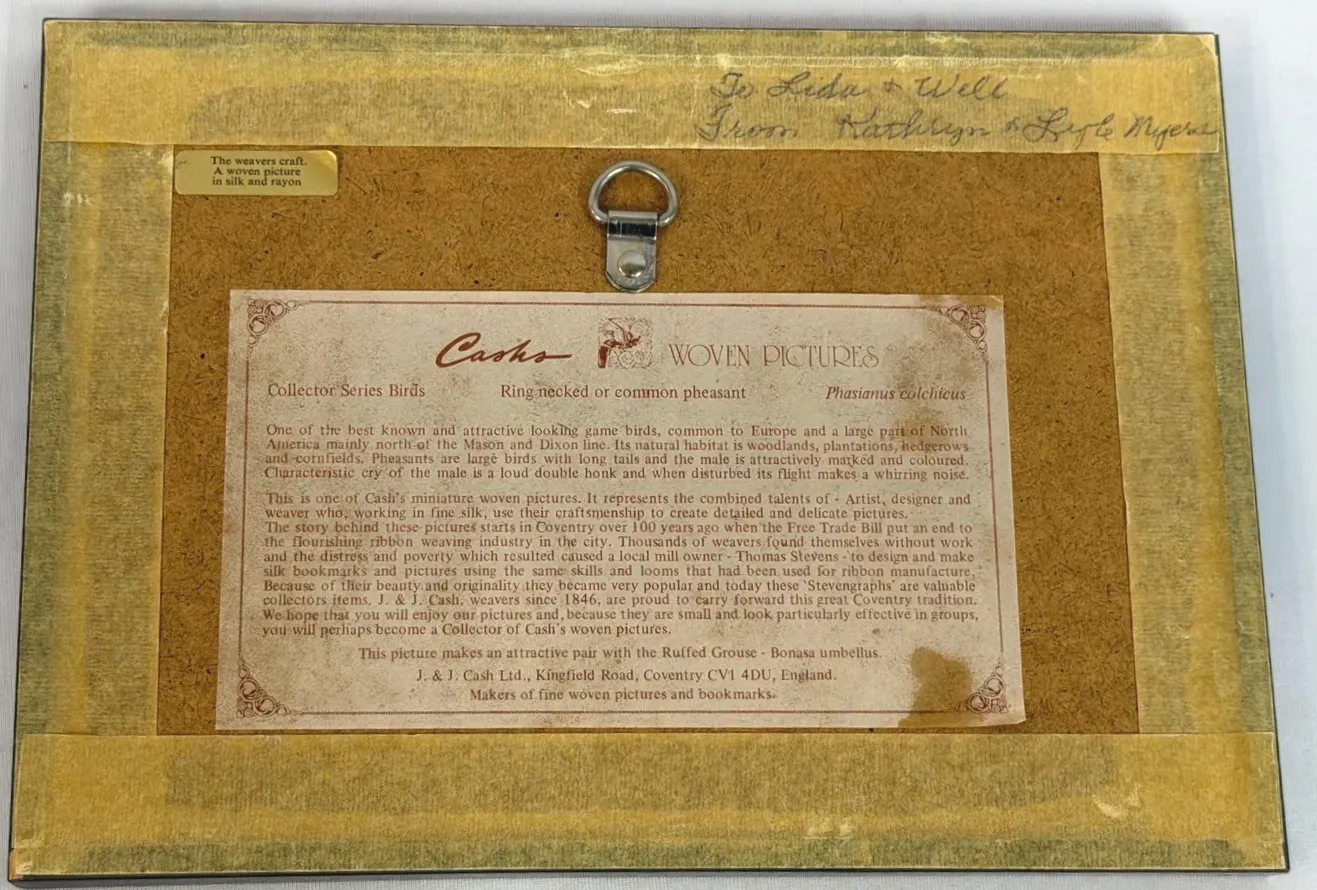 To Lida & Well
From Kathryn & Lyle Myers
The weavers craft.
A woven picture
in silk and rayon
Cash's WOVEN PICTURES
Collector Series Birds Ring necked or common pheasant Phasianus colchicus
One of the best known and attractive looking game birds, common to Europe and a large part of North
America mainly north of the Mason and Dixon line. Its natural habitat is woodlands, plantations, hedgerows
and cornfields. Pheasants are large birds with long tails and the male is attractively marked and coloured.
Characteristic cry of the male is a loud double honk and when disturbed its flight makes a whirring noise.
This is one of Cash's miniature woven pictures. It represents the combined talents of - Artist, designer and
weaver who, working in fine silk, use their craftsmenship to create detailed and delicate pictures.
The story behind these pictures starts in Coventry over 100 years ago when the Free Trade Bill put an end to
the flourishing ribbon weaving industry in the city. Thousands of weavers found themselves without work
and the distress and poverty which resulted caused a local mill owner - Thomas Stevens - to design and make
silk bookmarks and pictures using the same skills and looms that had been used for ribbon manufacture.
Because of their beauty and originality they became very popular and today these 'Stevengraphs' are valuable
collectors items. J. & J. Cash, weavers since 1846, are proud to carry forward this great Coventry tradition.
We hope that you will enjoy our pictures and, because they are small and look particularly effective in groups,
you will perhaps become a Collector of Cash's woven pictures.
This picture makes an attractive pair with the Ruffed Grouse - Bonasa umbellus.
J. & J. Cash Ltd., Kingfield Road, Coventry CV1 4DU, England.
Makers of fine woven pictures and bookmarks.